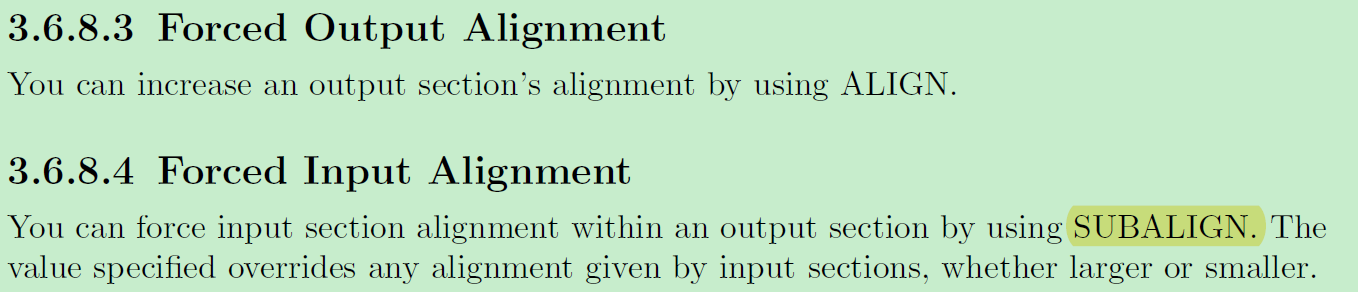 3.6.8.3 Forced Output Alignment
You can increase an output section's alignment by using ALIGN.
3.6.8.4 Forced Input Alignment
You can force input section alignment within an output section by using SUBALIGN. The
value specified overrides any alignment given by input sections, whether larger or smaller.